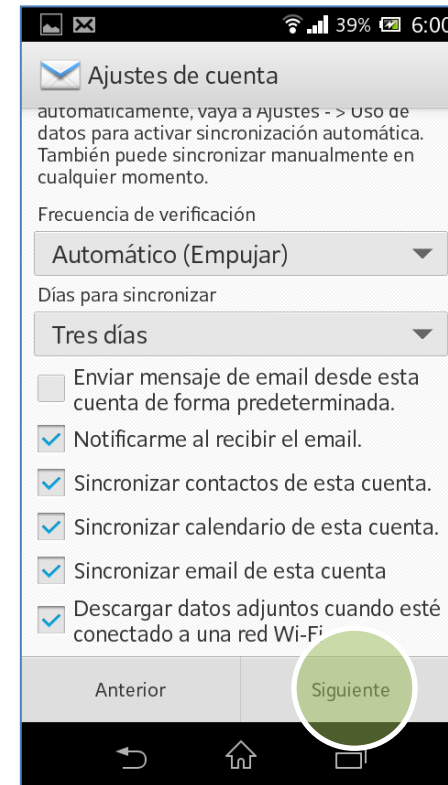 39% 6:00
Ajustes de cuenta
automáticamente, vaya a Ajustes - > Uso de
datos para activar sincronización automática.
También puede sincronizar manualmente en
cualquier momento.
Frecuencia de verificación
Automático (Empujar)
Días para sincronizar
Tres días
Enviar mensaje de email desde esta
cuenta de forma predeterminada.
Notificarme al recibir el email.
Sincronizar contactos de esta cuenta.
Sincronizar calendario de esta cuenta.
Sincronizar email de esta cuenta
Descargar datos adjuntos cuando esté
conectado a una red Wi-Fi
Anterior Siguiente